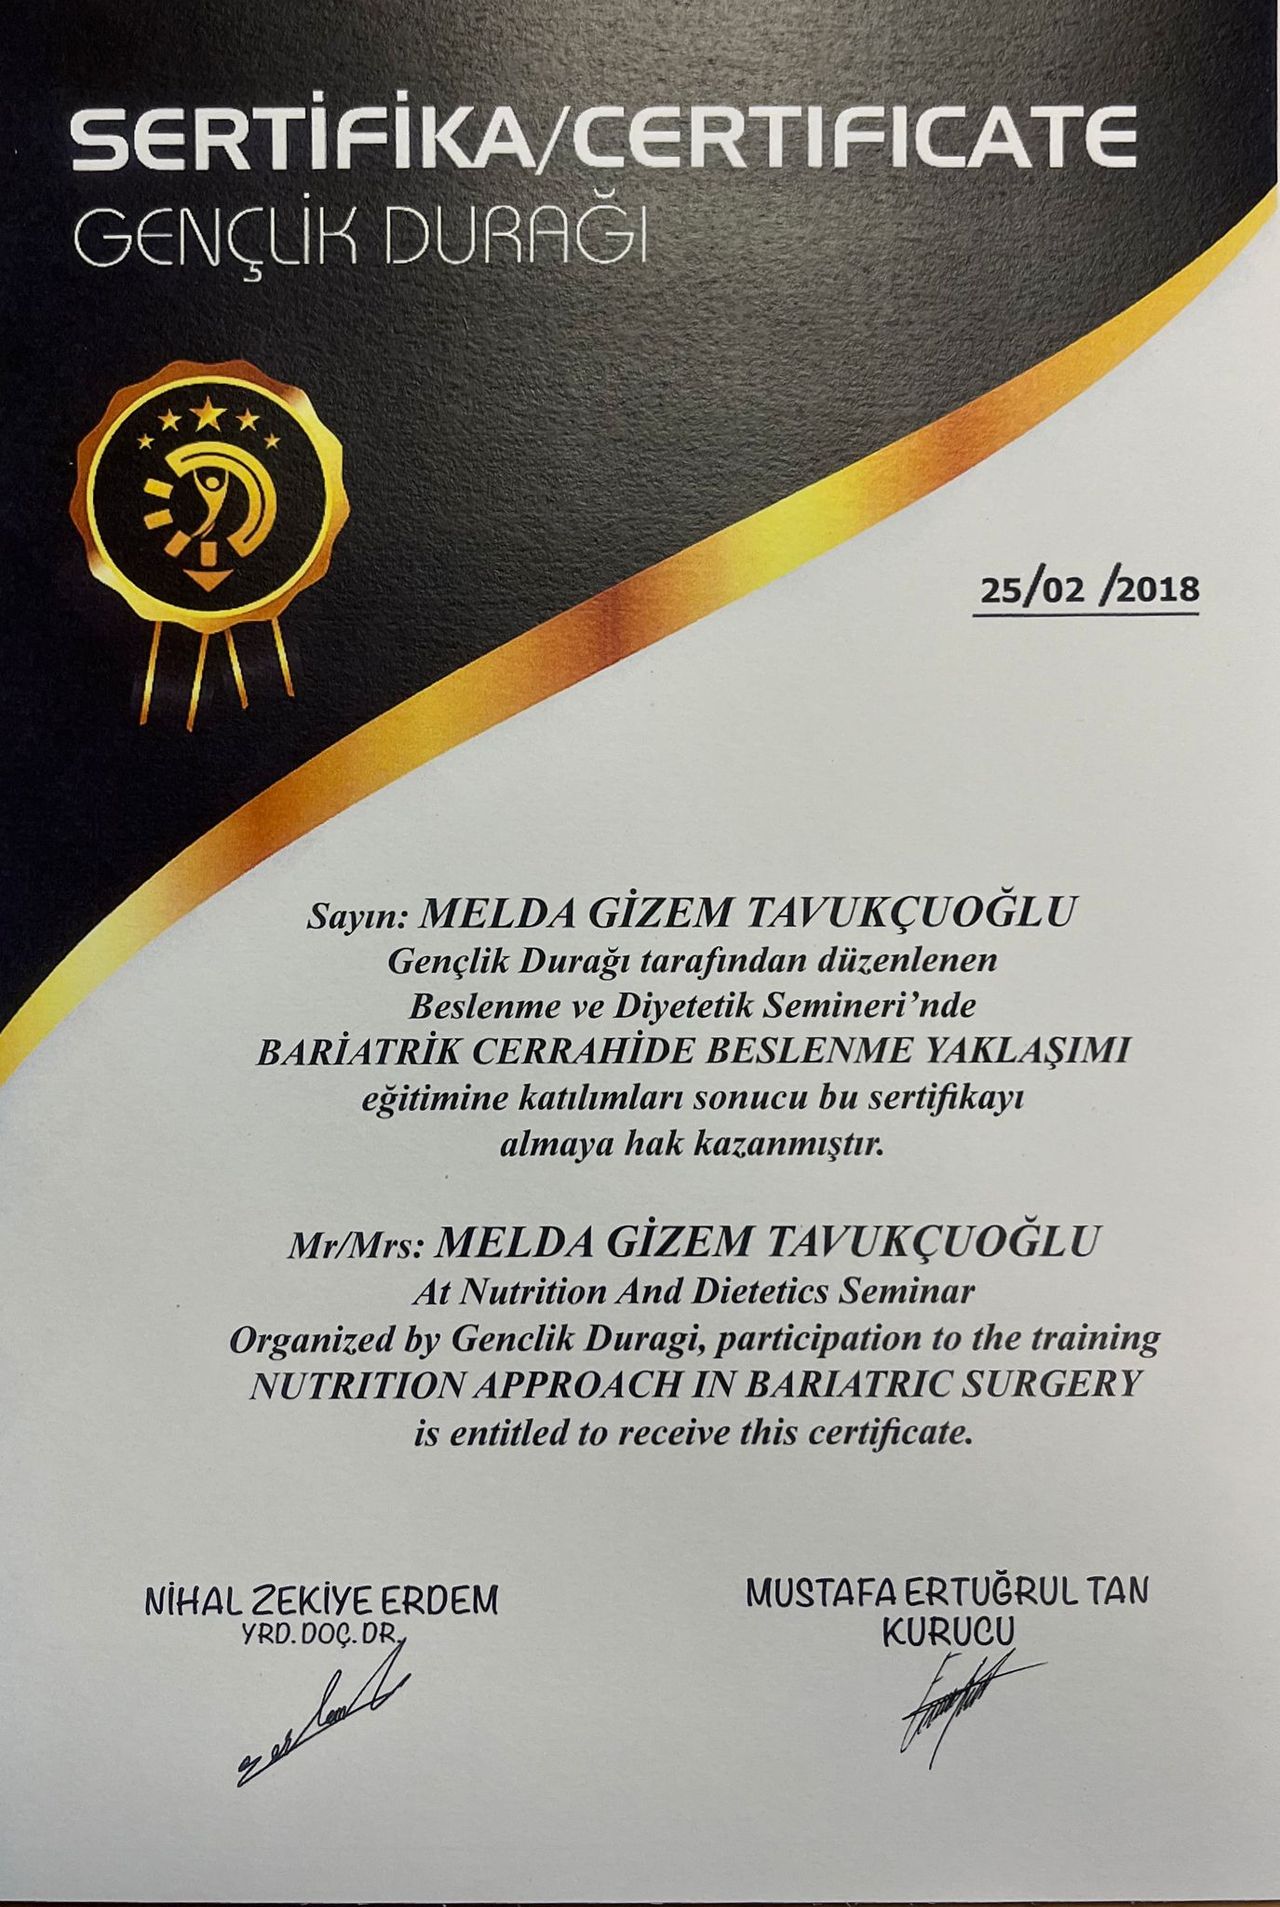 SERTİFİKA/CERTIFICATE
GENÇLİK DURAĞI
25/02 /2018
Sayın: MELDA GİZEM TAVUKÇUOĞLU
Gençlik Durağı tarafından düzenlenen
Beslenme ve Diyetetik Semineri’nde
BARİATRİK CERRAHİDE BESLENME YAKLAŞIMI
eğitimine katılımları sonucu bu sertifikayı
almaya hak kazanmıştır.
Mr/Mrs: MELDA GİZEM TAVUKÇUOĞLU
At Nutrition And Dietetics Seminar
Organized by Genclik Duragi, participation to the training
NUTRITION APPROACH IN BARIATRIC SURGERY
is entitled to receive this certificate.
NİHAL ZEKİYE ERDEM
YRD. DOÇ. DR.
MUSTAFA ERTUĞRUL TAN
KURUCU